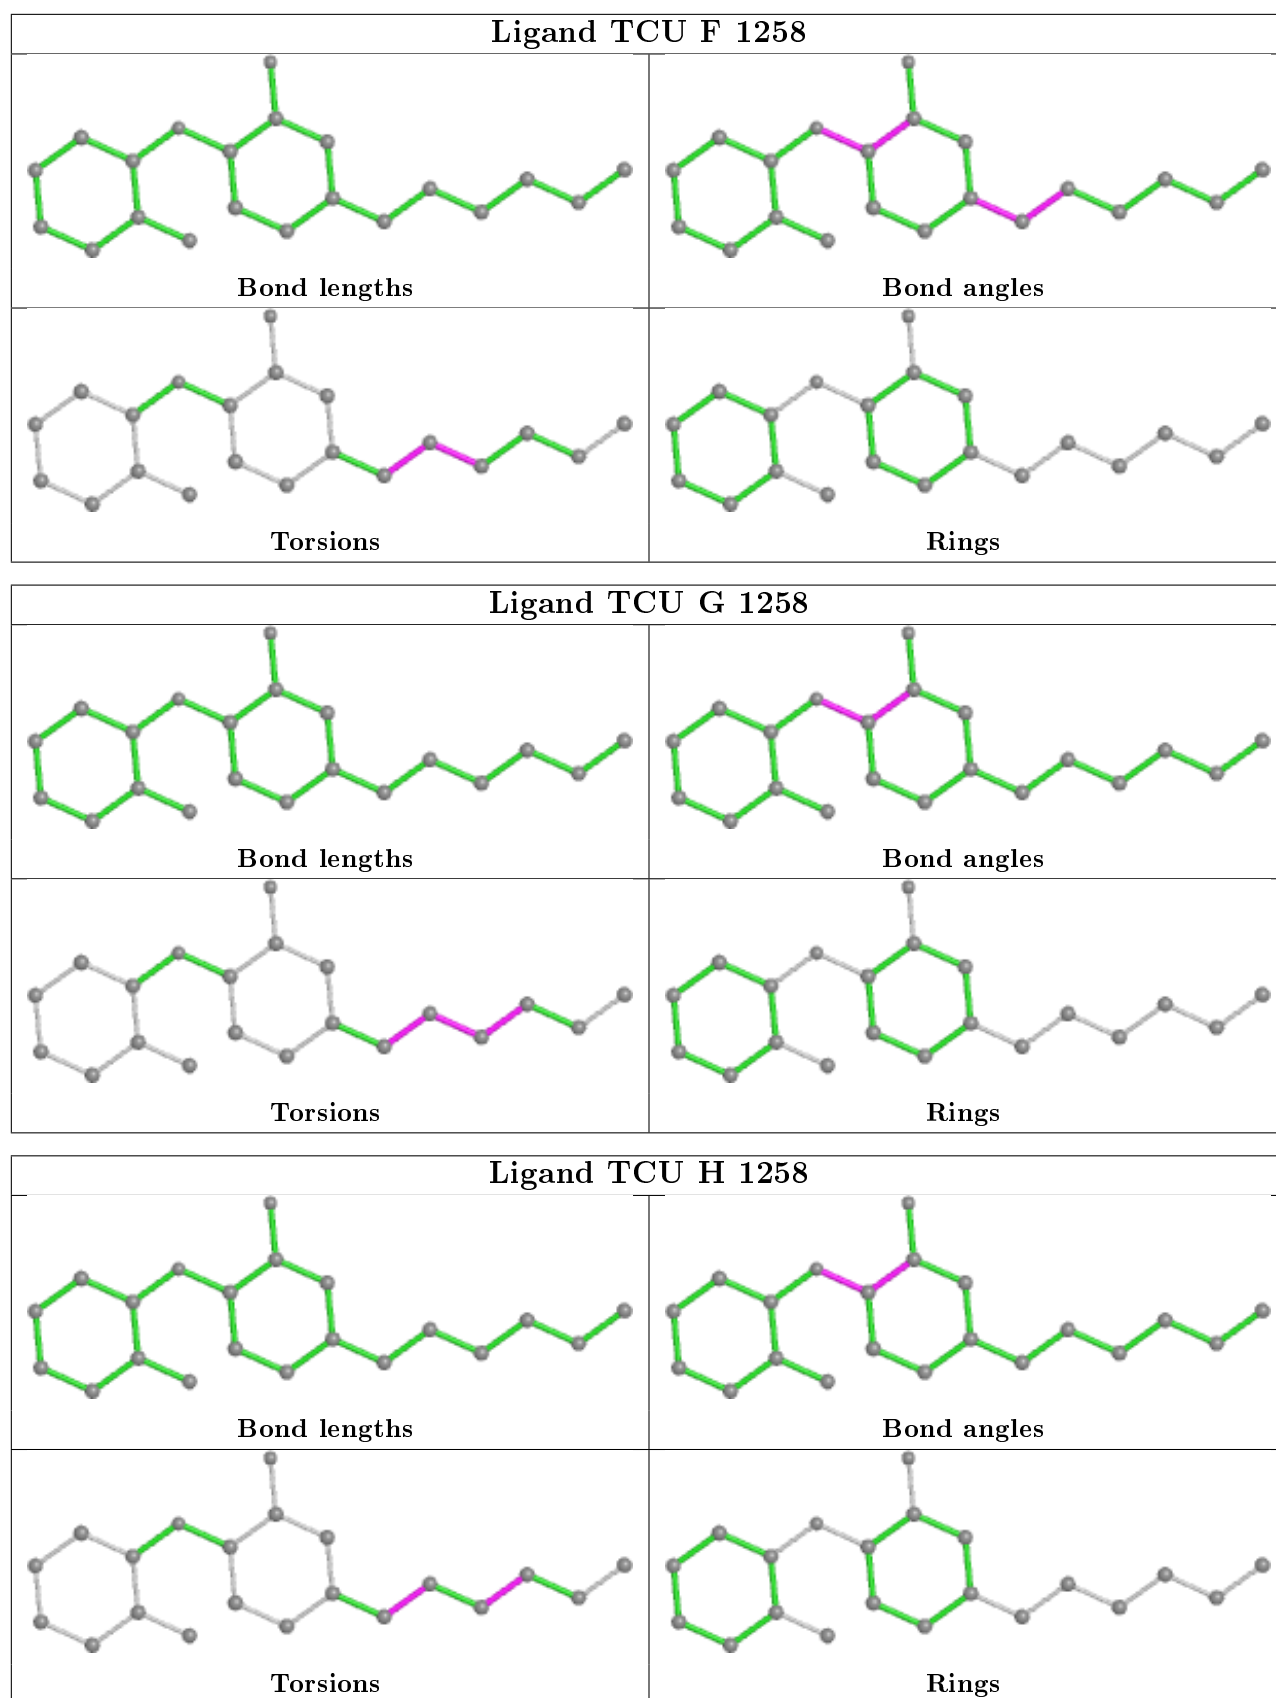 Ligand TCU F 1258
Bond lengths
Bond angles
Torsions
Rings
Ligand TCU G 1258
Bond lengths
Bond angles
Torsions
Rings
Ligand TCU H 1258
Bond lengths
Bond angles
Torsions
Rings